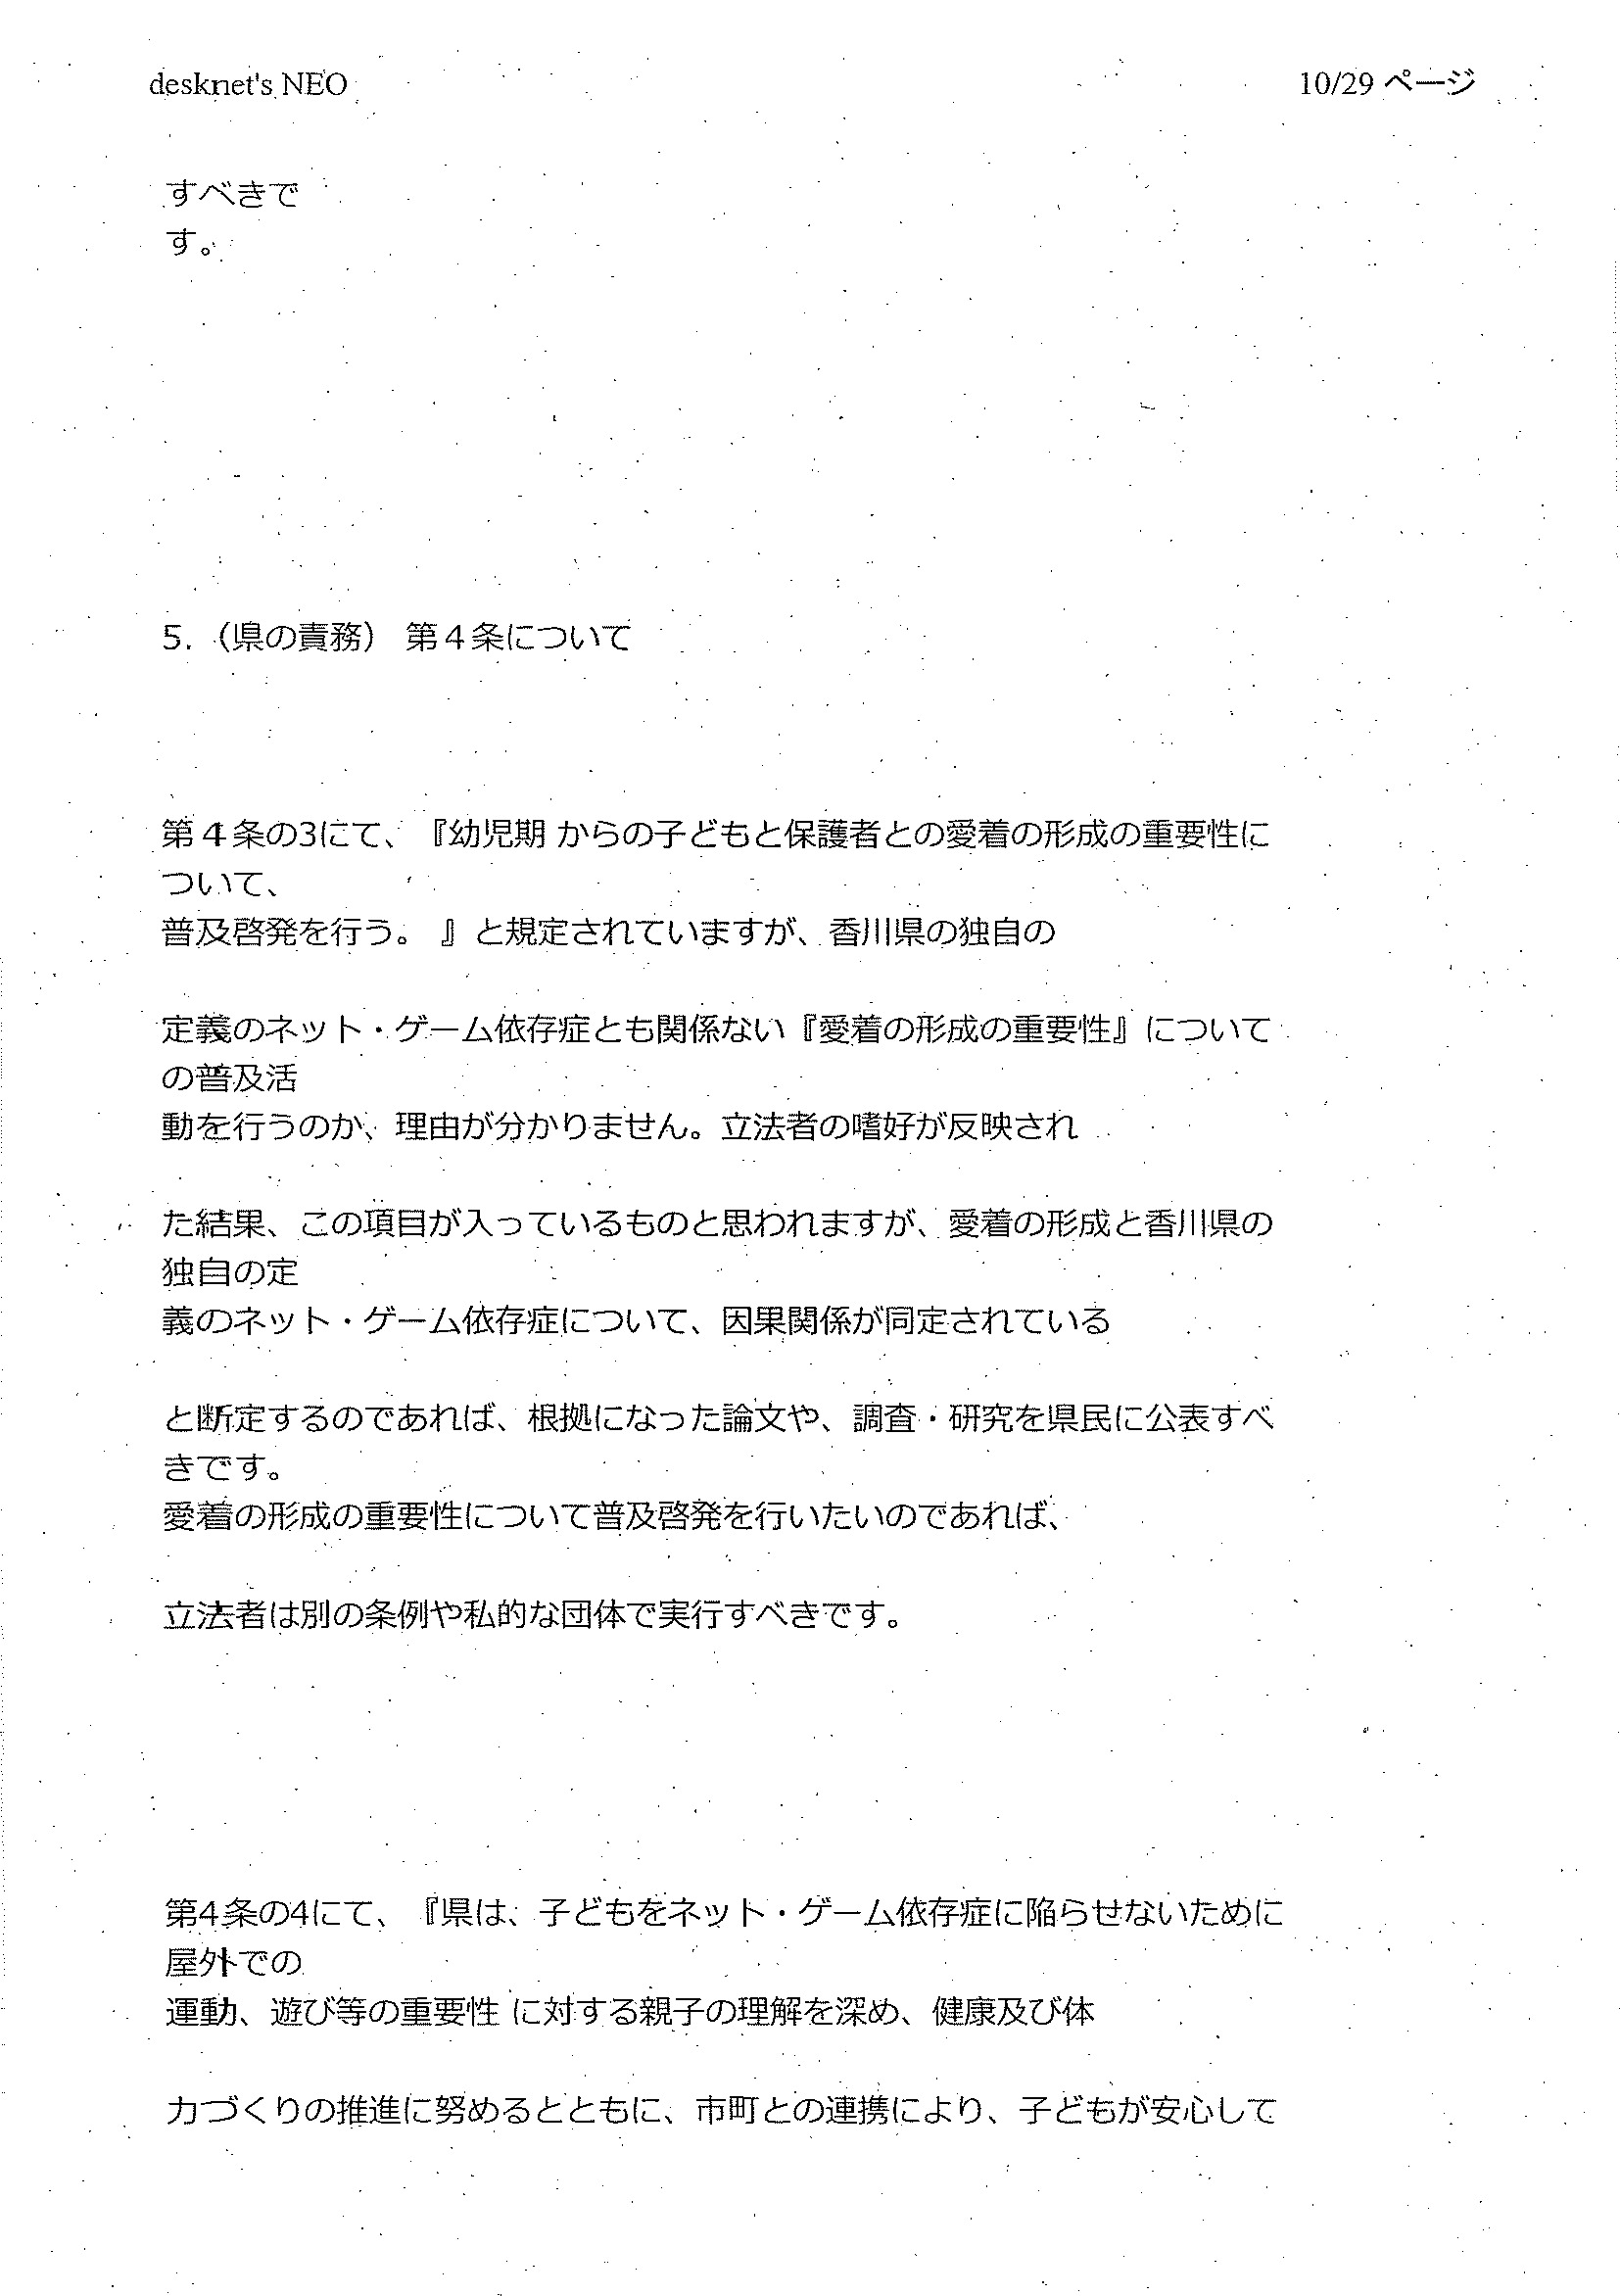 desknet's NEO
10/29 ページ
すべきで
す。
5.（県の責務） 第４条について
第４条の3にて、『幼児期 からの子どもと保護者との愛着の形成の重要性に
ついて、
普及啓発を行う。 』と規定されていますが、香川県の独自の
定義のネット・ゲーム依存症とも関係ない『愛着の形成の重要性』について
の普及活
動を行うのか、理由が分かりません。立法者の嗜好が反映され
た結果、この項目が入っているものと思われますが、愛着の形成と香川県の
独自の定
義のネット・ゲーム依存症について、因果関係が同定されている
と断定するのであれば、根拠になった論文や、調査・研究を県民に公表すべ
きです。
愛着の形成の重要性について普及啓発を行いたいのであれば、
立法者は別の条例や私的な団体で実行すべきです。
第4条の4にて、『県は、子どもをネット・ゲーム依存症に陥らせないために
屋外での
運動、遊び等の重要性 に対する親子の理解を深め、健康及び体
力づくりの推進に努めるとともに、市町との連携により、子どもが安心して